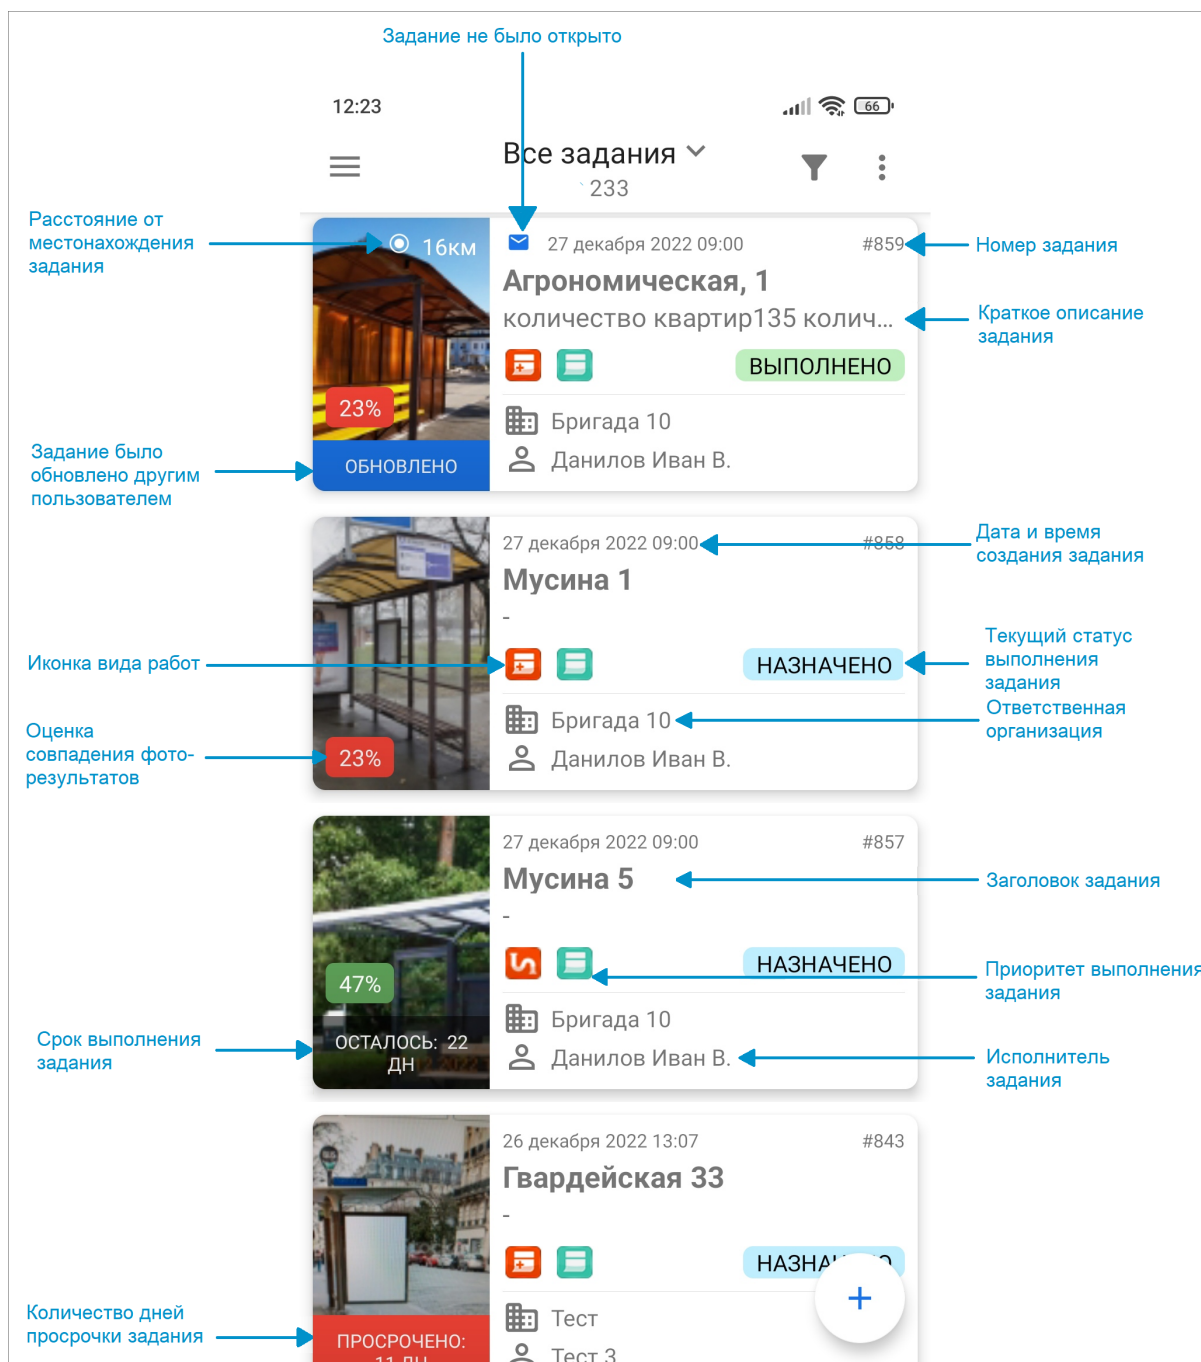 Задание не было открыто
12:23
66
Все задания
233
Расстояние от
местонахождения
задания
16км
27 декабря 2022 09:00
#859
Номер задания
Агрономическая, 1
количество квартир135 колич...
Краткое описание
задания
ВЫПОЛНЕНО
23%
Бригада 10
Данилов Иван В.
ОБНОВЛЕНО
Задание было
обновлено другим
пользователем
27 декабря 2022 09:00
#858
Дата и время
создания задания
Мусина 1
-
Иконка вида работ
НАЗНАЧЕНО
Текущий статус
выполнения
задания
Ответственная
организация
Бригада 10
Данилов Иван В.
23%
Оценка
совпадения фото-
результатов
27 декабря 2022 09:00
#857
Мусина 5
Заголовок задания
-
47%
НАЗНАЧЕНО
Приоритет выполнения
задания
Бригада 10
Данилов Иван В.
Исполнитель
задания
ОСТАЛОСЬ: 22
ДН
Срок выполнения
задания
26 декабря 2022 13:07
#843
Гвардейская 33
-
НАЗНАЧЕНО
+
Тест
Тест 3
Количество дней
просрочки задания
ПРОСРОЧЕНО:
11 ДН